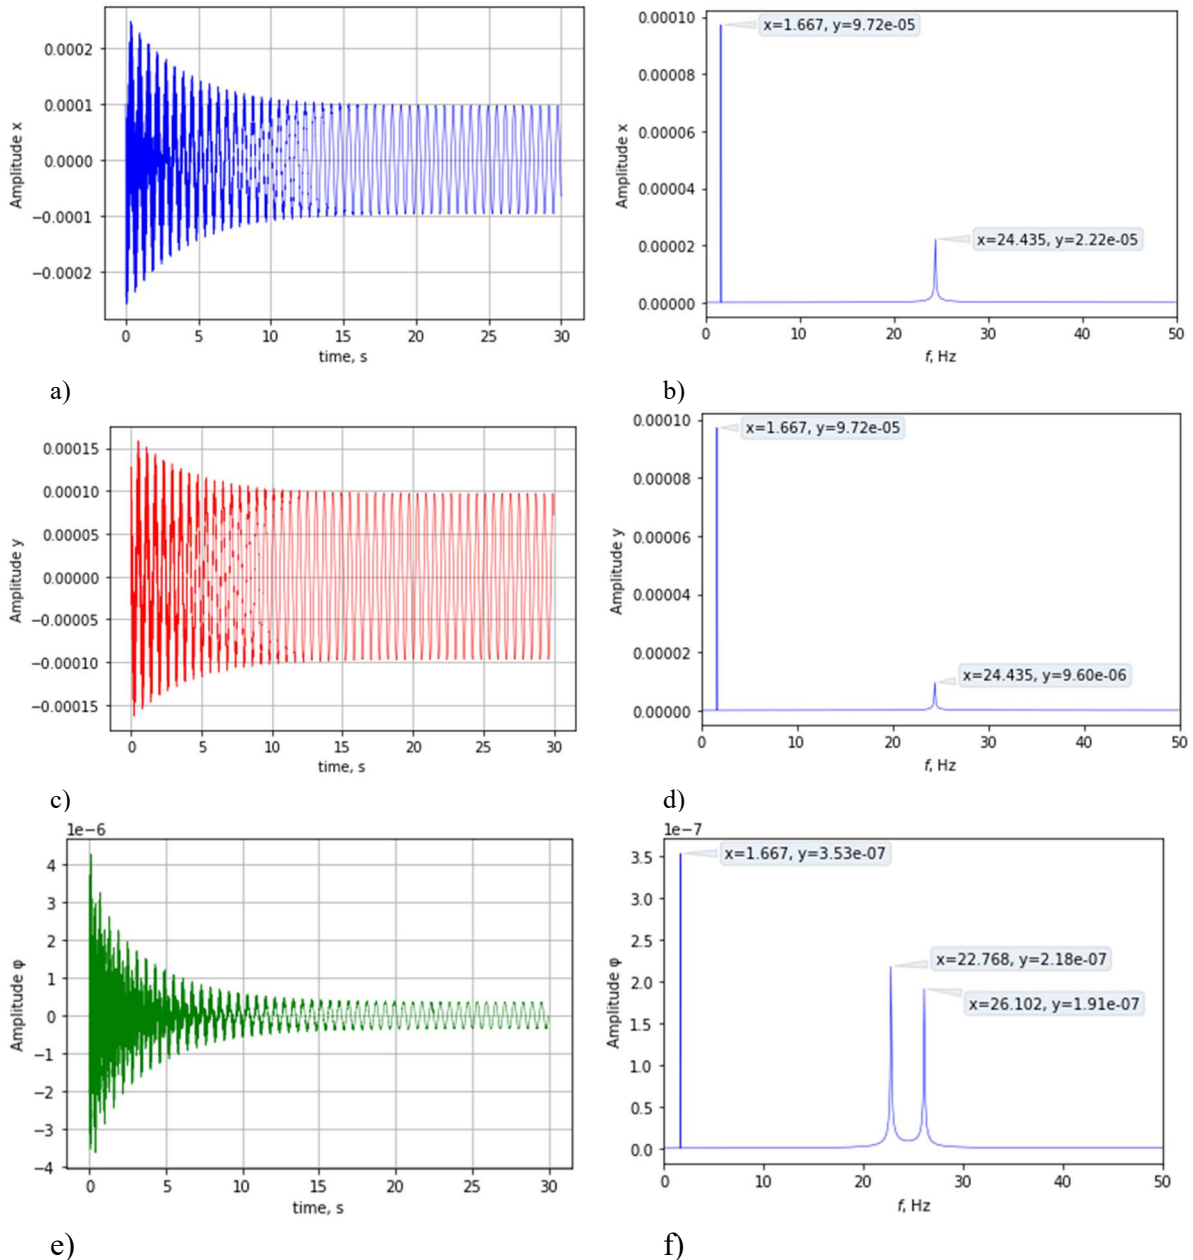 0.0002
0.0001
0.0000
−0.0001
−0.0002
Amplitude x
0 5 10 15 20 25 30
time, s
a)
0.00010
0.00008
0.00006
0.00004
0.00002
0.00000
Amplitude x
x=1.667, y=9.72e-05
x=24.435, y=2.22e-05
0 10 20 30 40 50
f, Hz
b)
0.00015
0.00010
0.00005
0.00000
−0.00005
−0.00010
−0.00015
Amplitude y
0 5 10 15 20 25 30
time, s
c)
0.00010
0.00008
0.00006
0.00004
0.00002
0.00000
Amplitude y
x=1.667, y=9.72e-05
x=24.435, y=9.60e-06
0 10 20 30 40 50
f, Hz
d)
1e−6
4
3
2
1
0
−1
−2
−3
−4
Amplitude φ
0 5 10 15 20 25 30
time, s
e)
1e−7
3.5
3.0
2.5
2.0
1.5
1.0
0.5
0.0
Amplitude φ
x=1.667, y=3.53e-07
x=22.768, y=2.18e-07
x=26.102, y=1.91e-07
0 10 20 30 40 50
f, Hz
f)